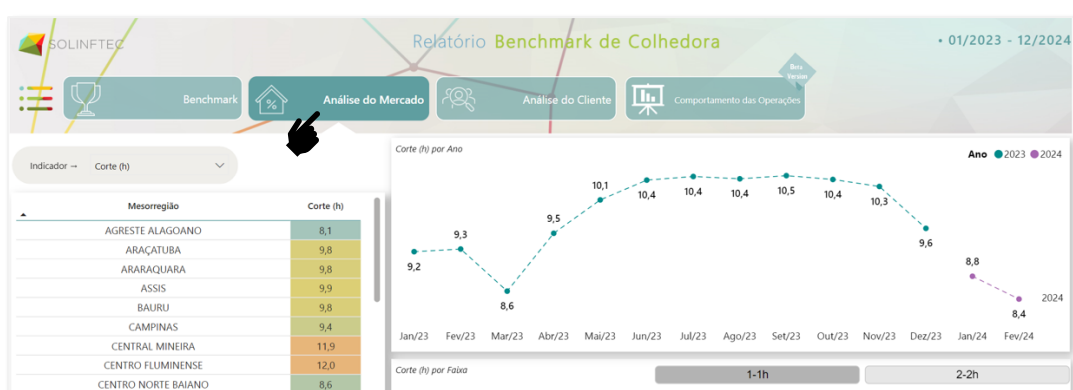 SOLINFTEC
Relatório Benchmark de Colhedora
• 01/2023 - 12/2024
Beta
Version
Benchmark
Análise do Mercado
Análise do Cliente
Comportamento das Operações
Indicador → Corte (h)
Mesorregião Corte (h)
AGRESTE ALAGOANO 8,1
ARAÇATUBA 9,8
ARARAQUARA 9,8
ASSIS 9,9
BAURU 9,8
CAMPINAS 9,4
CENTRAL MINEIRA 11,9
CENTRO FLUMINENSE 12,0
CENTRO NORTE BAIANO 8,6
Corte (h) por Ano
Ano 2023 2024
9,2
9,3
8,6
9,5
10,1
10,4
10,4
10,4
10,5
10,4
10,3
9,6
8,8
8,4
2024
Jan/23 Fev/23 Mar/23 Abr/23 Mai/23 Jun/23 Jul/23 Ago/23 Set/23 Out/23 Nov/23 Dez/23 Jan/24 Fev/24
Corte (h) por Faixa
1-1h
2-2h